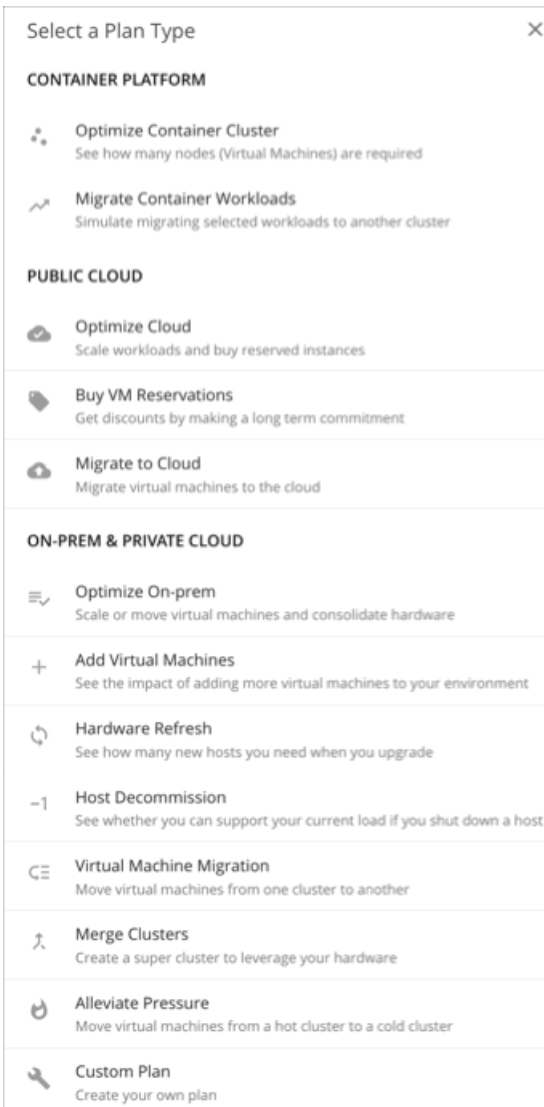 Select a Plan Type
CONTAINER PLATFORM
Optimize Container Cluster
See how many nodes (Virtual Machines) are required
Migrate Container Workloads
Simulate migrating selected workloads to another cluster
PUBLIC CLOUD
Optimize Cloud
Scale workloads and buy reserved instances
Buy VM Reservations
Get discounts by making a long term commitment
Migrate to Cloud
Migrate virtual machines to the cloud
ON-PREM & PRIVATE CLOUD
Optimize On-prem
Scale or move virtual machines and consolidate hardware
Add Virtual Machines
See the impact of adding more virtual machines to your environment
Hardware Refresh
See how many new hosts you need when you upgrade
-1 Host Decommission
See whether you can support your current load if you shut down a host
Virtual Machine Migration
Move virtual machines from one cluster to another
Merge Clusters
Create a super cluster to leverage your hardware
Alleviate Pressure
Move virtual machines from a hot cluster to a cold cluster
Custom Plan
Create your own plan